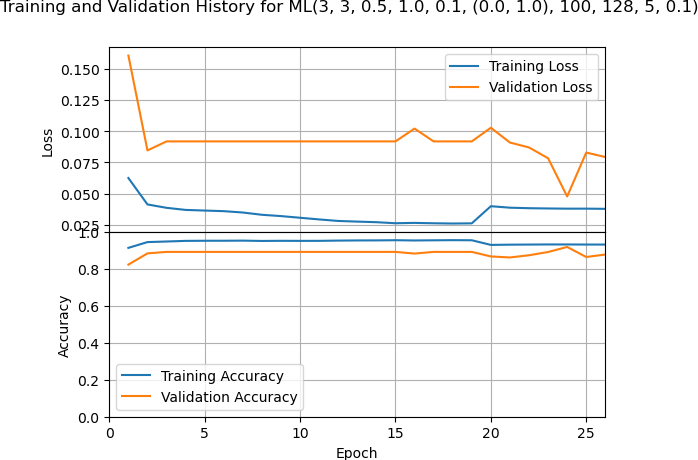 Training and Validation History for ML(3, 3, 0.5, 1.0, 0.1, (0.0, 1.0), 100, 128, 5, 0.1)
0.150
0.125
0.100
0.075
0.050
0.025
Loss
Training Loss
Validation Loss
1.0
0.8
0.6
0.4
0.2
0.0
Accuracy
Training Accuracy
Validation Accuracy
0 5 10 15 20 25
Epoch